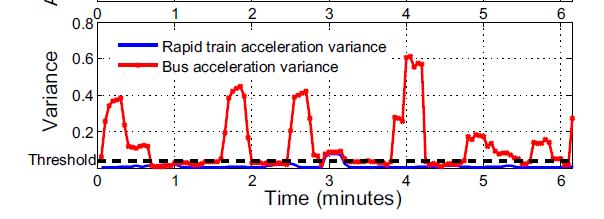 0 1 2 3 4 5 6
0.8
Rapid train acceleration variance
0.6
Bus acceleration variance
Variance
0.4
0.2
Threshold
0
0 1 2 3 4 5 6
Time (minutes)